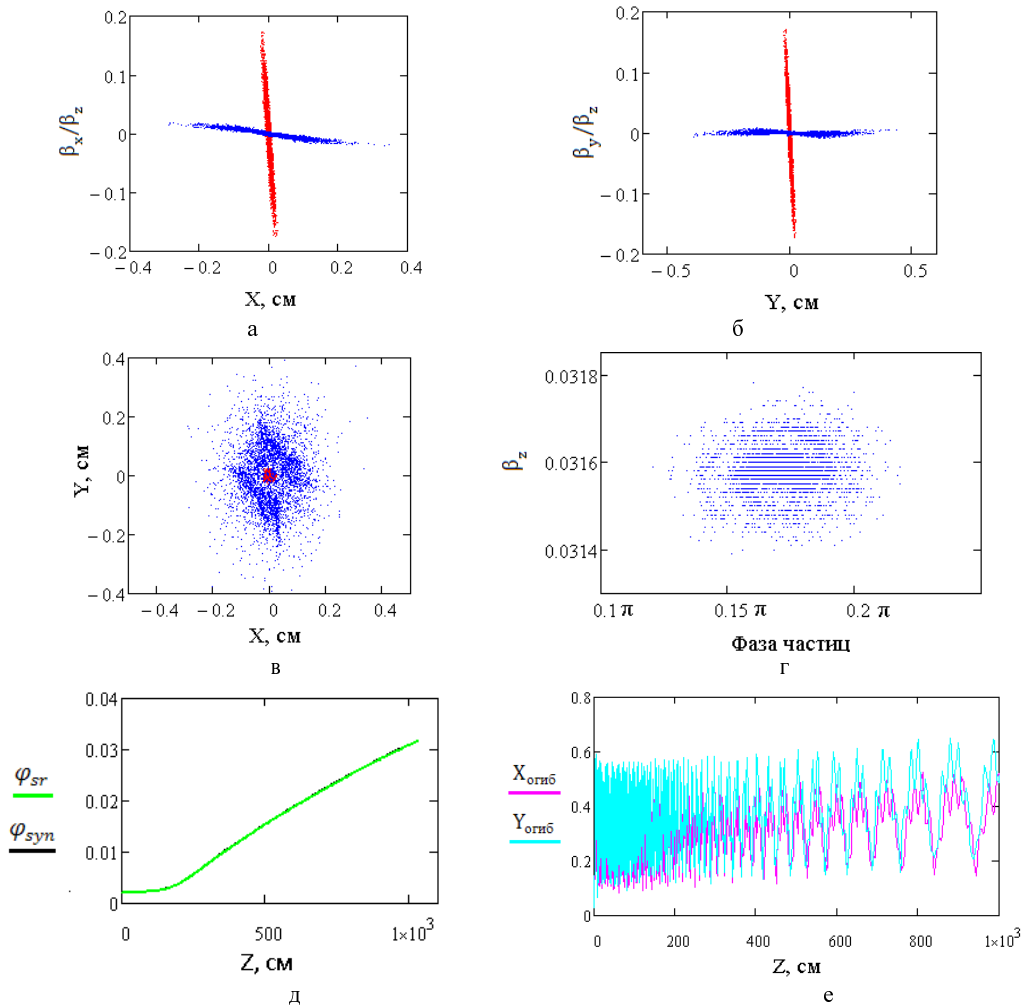 0.2
0.1
0
− 0.1
− 0.2
− 0.4
− 0.2
0
0.2
0.4
βx/βz
X, см
а
0.2
0.1
0
− 0.1
− 0.2
− 0.5
0
0.5
βy/βz
Y, см
б
0.4
0.2
0
− 0.2
− 0.4
− 0.4
− 0.2
0
0.2
0.4
Y, см
X, см
в
0.0318
0.0316
0.0314
0.1 π
0.15 π
0.2 π
βz
Фаза частиц
г
0.04
0.03
0.02
0.01
0
0
500
1×10³
φsr
φsyn
Z, см
д
0.8
0.6
0.4
0.2
0
0
200
400
600
800
1×10³
Xогиб
Yогиб
Z, см
е